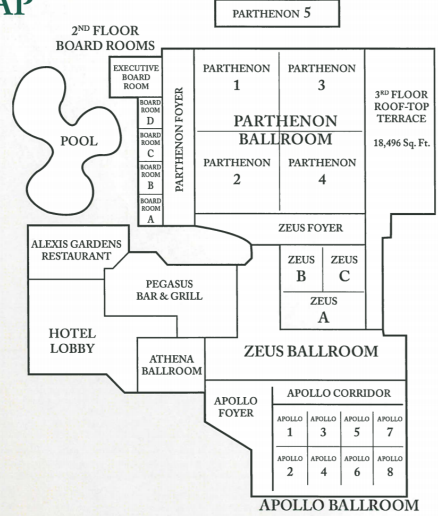 AP
PARTHENON 5
2ND FLOOR
BOARD ROOMS
EXECUTIVE
BOARD
ROOM
BOARD
ROOM
D
BOARD
ROOM
C
BOARD
ROOM
B
BOARD
ROOM
A
POOL
PARTHENON FOYER
PARTHENON
1
PARTHENON
3
PARTHENON
BALLROOM
PARTHENON
2
PARTHENON
4
3RD FLOOR
ROOF-TOP
TERRACE
18,496 Sq. Ft.
ZEUS FOYER
ALEXIS GARDENS
RESTAURANT
PEGASUS
BAR & GRILL
ZEUS
B
ZEUS
C
ZEUS
A
HOTEL
LOBBY
ATHENA
BALLROOM
ZEUS BALLROOM
APOLLO
FOYER
APOLLO CORRIDOR
APOLLO
1
APOLLO
3
APOLLO
5
APOLLO
7
APOLLO
2
APOLLO
4
APOLLO
6
APOLLO
8
APOLLO BALLROOM